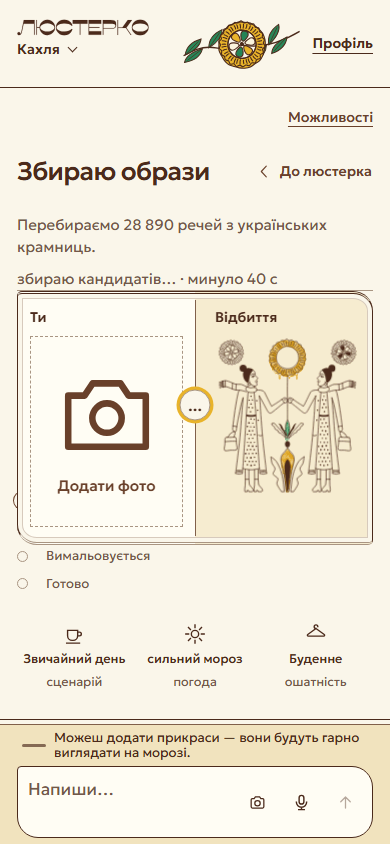 ЛЮСТЕРКО
Кахля
Профіль
Можливості
Збираю образи
До люстерка
Перебираємо 28 890 речей з українських
крамниць.
збираю кандидатів... · минуло 40 с
Ти
Відбиття
...
Додати фото
Вимальовується
Готово
Звичайний день
сценарій
сильний мороз
погода
Буденне
ошатність
Можеш додати прикраси — вони будуть гарно
виглядати на морозі.
Напиши...